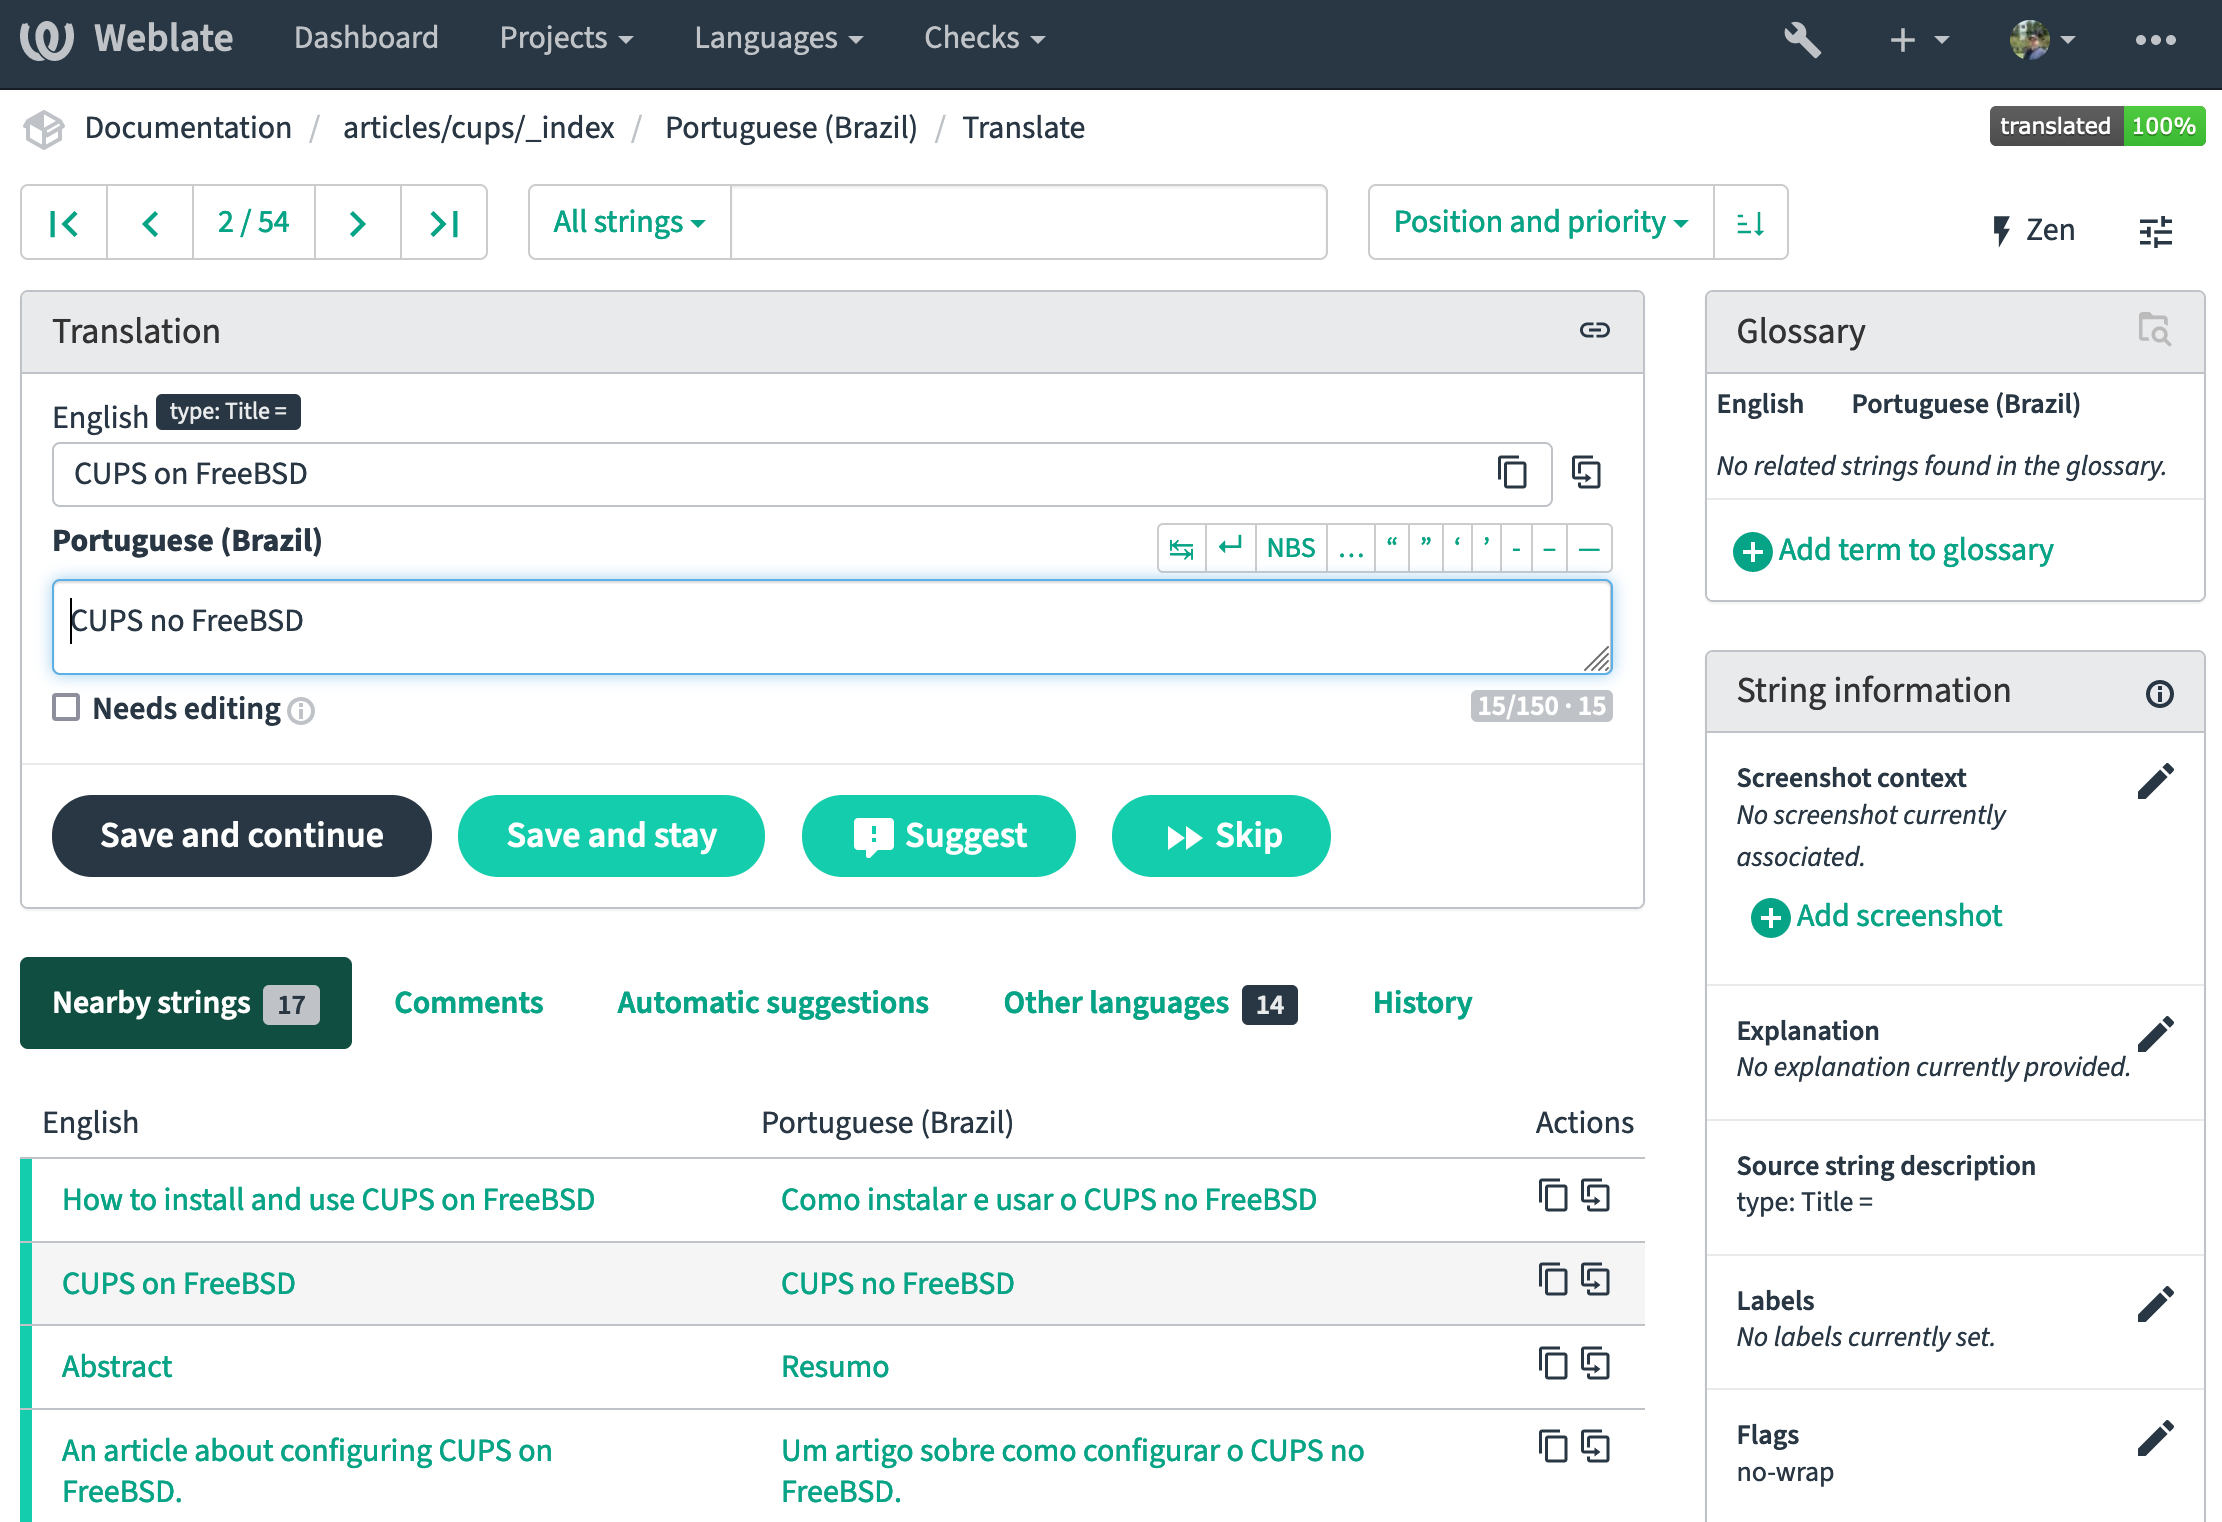 Weblate Dashboard Projects Languages Checks
Documentation / articles/cups/_index / Portuguese (Brazil) / Translate
translated 100%
2 / 54
All strings
Position and priority
Zen
Translation
English type: Title =
CUPS on FreeBSD
Portuguese (Brazil)
NBS … “ ” ‘ ’ - – —
CUPS no FreeBSD
Needs editing
15/150 · 15
Save and continue
Save and stay
Suggest
Skip
Nearby strings 17
Comments
Automatic suggestions
Other languages 14
History
English Portuguese (Brazil) Actions
How to install and use CUPS on FreeBSD
Como instalar e usar o CUPS no FreeBSD
CUPS on FreeBSD
CUPS no FreeBSD
Abstract
Resumo
An article about configuring CUPS on
FreeBSD.
Um artigo sobre como configurar o CUPS no
FreeBSD.
Glossary
English Portuguese (Brazil)
No related strings found in the glossary.
Add term to glossary
String information
Screenshot context
No screenshot currently
associated.
Add screenshot
Explanation
No explanation currently provided.
Source string description
type: Title =
Labels
No labels currently set.
Flags
no-wrap